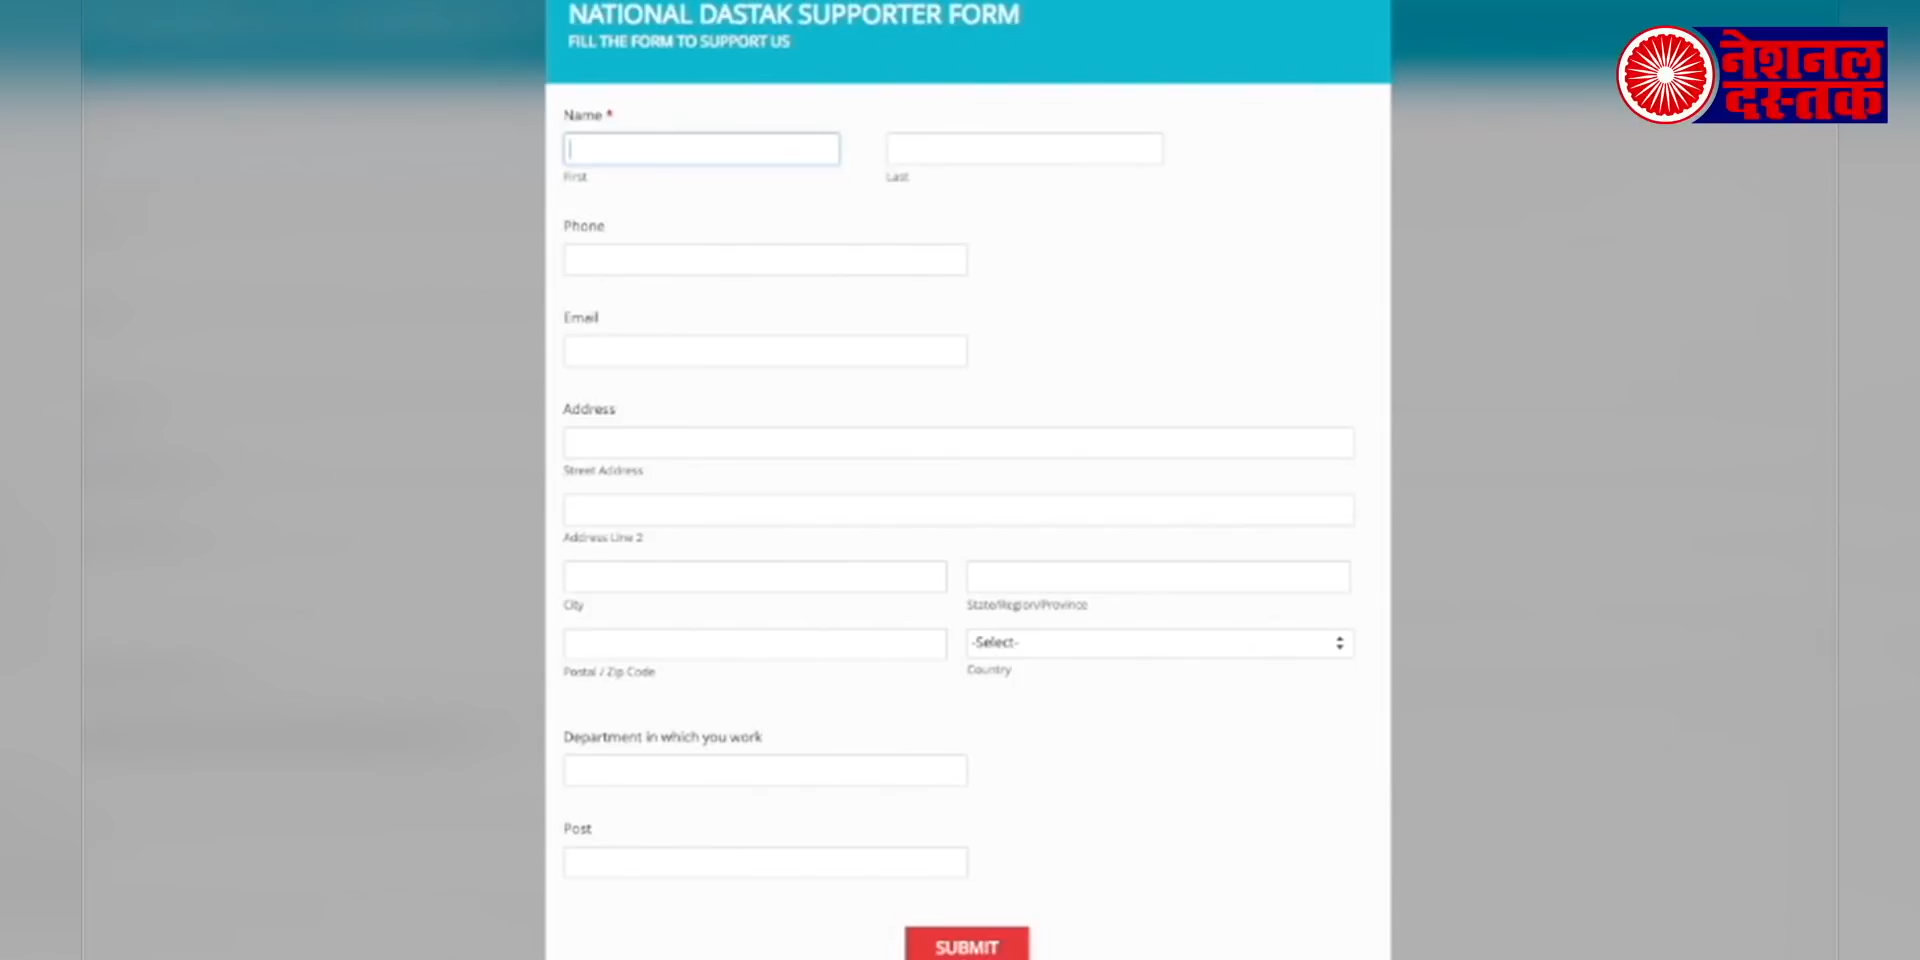 NATIONAL DASTAK SUPPORTER FORM
FILL THE FORM TO SUPPORT US
नेशनल
दस्तक
Name *
First
Last
Phone
Email
Address
Street Address
Address Line 2
City
State/Region/Province
Postal / Zip Code
-Select-
Country
Department in which you work
Post
SUBMIT